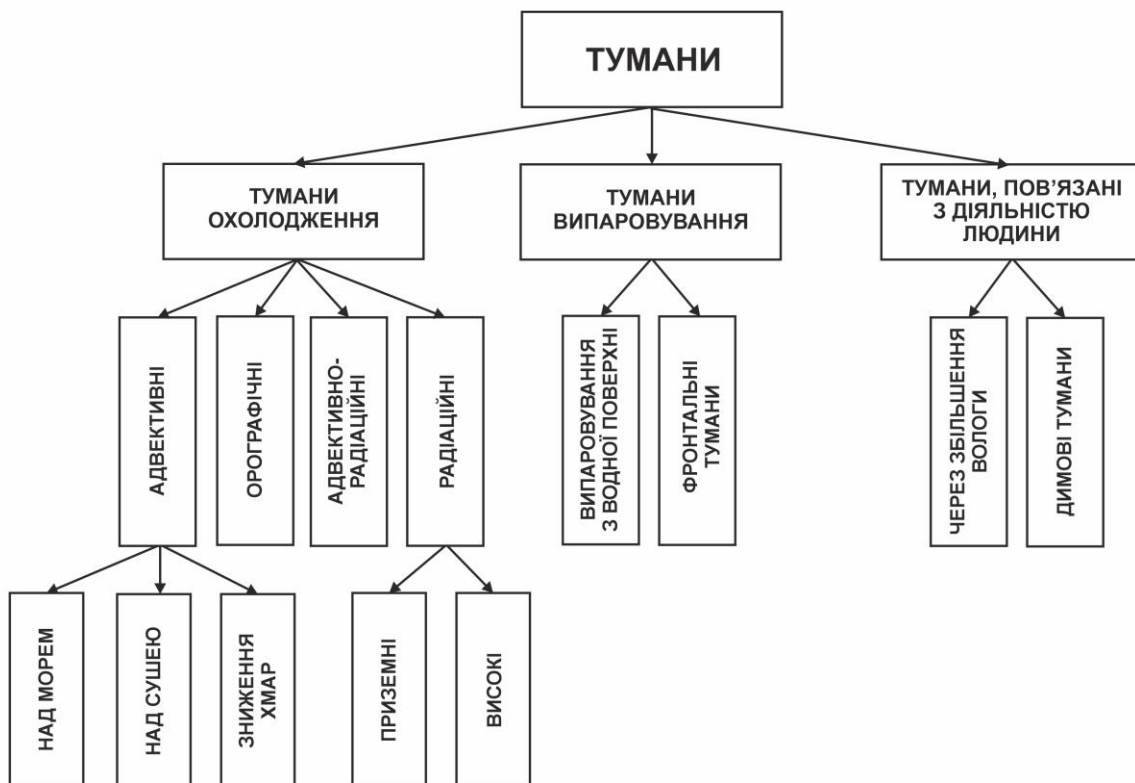 ТУМАНИ
ТУМАНИ
ОХОЛОДЖЕННЯ
ТУМАНИ
ВИПАРОВУВАННЯ
ТУМАНИ, ПОВ’ЯЗАНІ
З ДІЯЛЬНІСТЮ
ЛЮДИНИ
АДВЕКТИВНІ
ОРОГРАФІЧНІ
АДВЕКТИВНО-
РАДІАЦІЙНІ
РАДІАЦІЙНІ
ВИПАРОВУВАННЯ
З ВОДНОЇ ПОВЕРХНІ
ФРОНТАЛЬНІ
ТУМАНИ
ЧЕРЕЗ ЗБІЛЬШЕННЯ
ВОЛОГИ
ДИМОВІ ТУМАНИ
НАД МОРЕМ
НАД СУШЕЮ
ЗНИЖЕННЯ
ХМАР
ПРИЗЕМНІ
ВИСОКІ